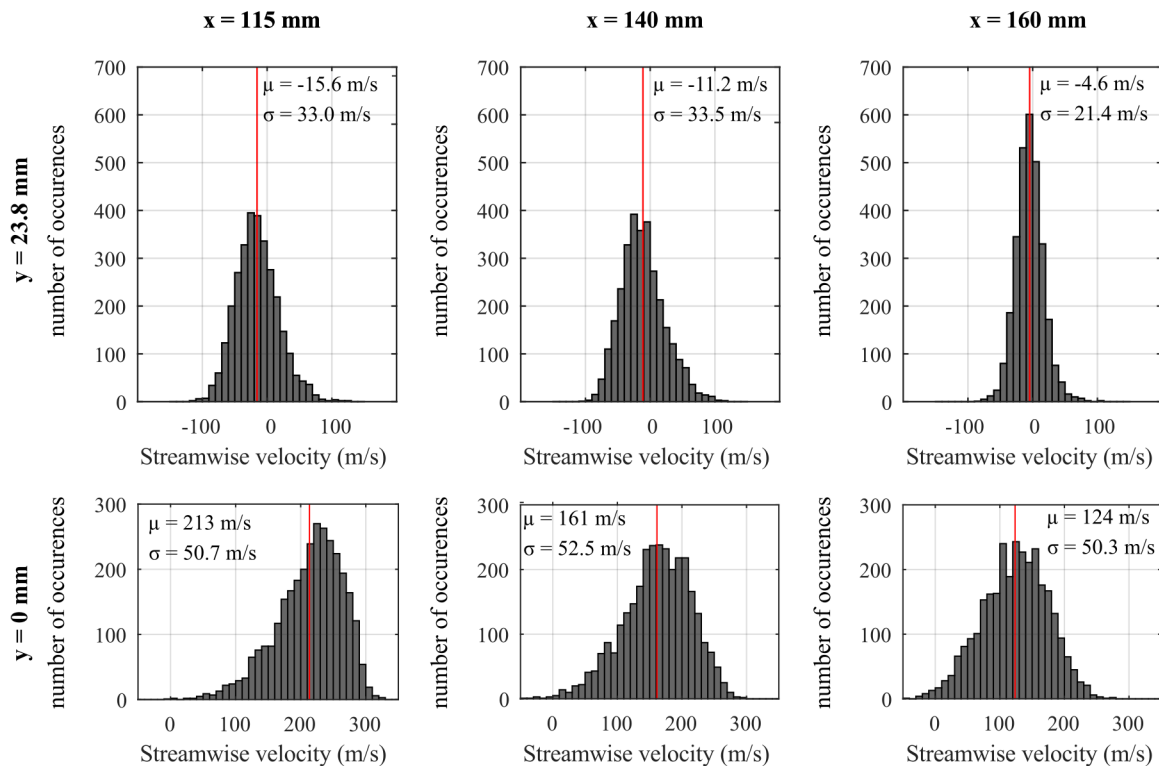 x = 115 mm
x = 140 mm
x = 160 mm
y = 23.8 mm
number of occurences
700
600
500
400
300
200
100
0
μ = -15.6 m/s
σ = 33.0 m/s
-100
0
100
Streamwise velocity (m/s)
number of occurences
700
600
500
400
300
200
100
0
μ = -11.2 m/s
σ = 33.5 m/s
-100
0
100
Streamwise velocity (m/s)
number of occurences
700
600
500
400
300
200
100
0
μ = -4.6 m/s
σ = 21.4 m/s
-100
0
100
Streamwise velocity (m/s)
y = 0 mm
number of occurences
300
200
100
0
μ = 213 m/s
σ = 50.7 m/s
0
100
200
300
Streamwise velocity (m/s)
number of occurences
300
200
100
0
μ = 161 m/s
σ = 52.5 m/s
0
100
200
300
Streamwise velocity (m/s)
number of occurences
300
200
100
0
μ = 124 m/s
σ = 50.3 m/s
0
100
200
300
Streamwise velocity (m/s)